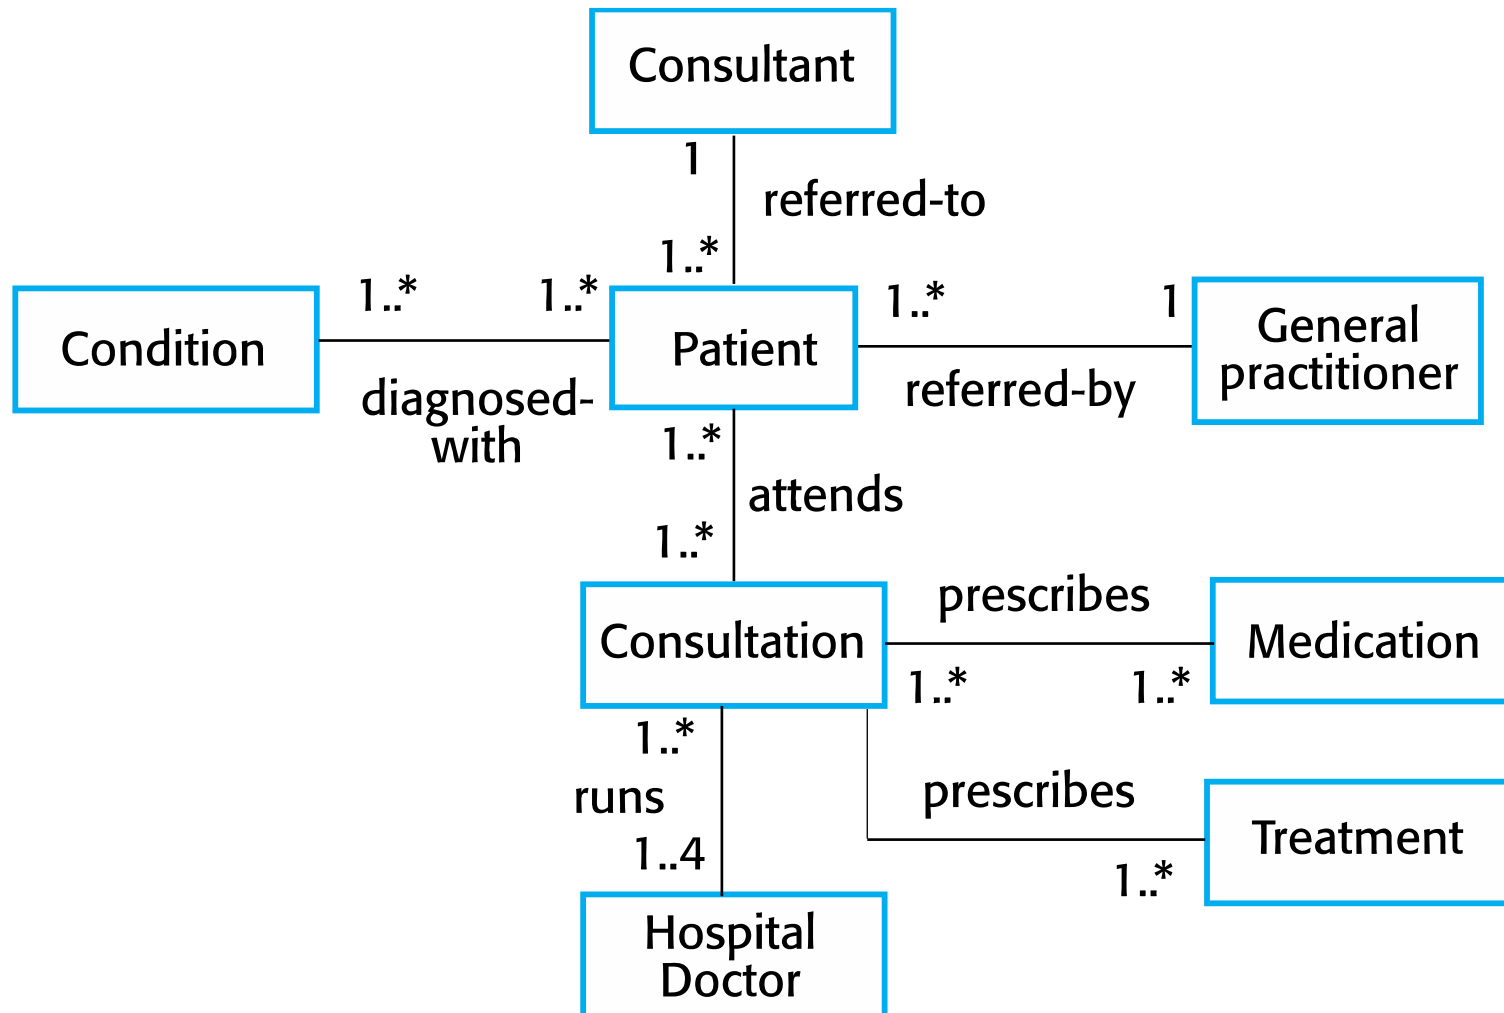 Consultant
1
referred-to
1..*
1..*
1..*
1..*
1
Condition
Patient
General
practitioner
diagnosed-
with
referred-by
1..*
attends
1..*
prescribes
Consultation
Medication
1..*
1..*
1..*
runs
prescribes
1..4
Treatment
1..*
Hospital
Doctor